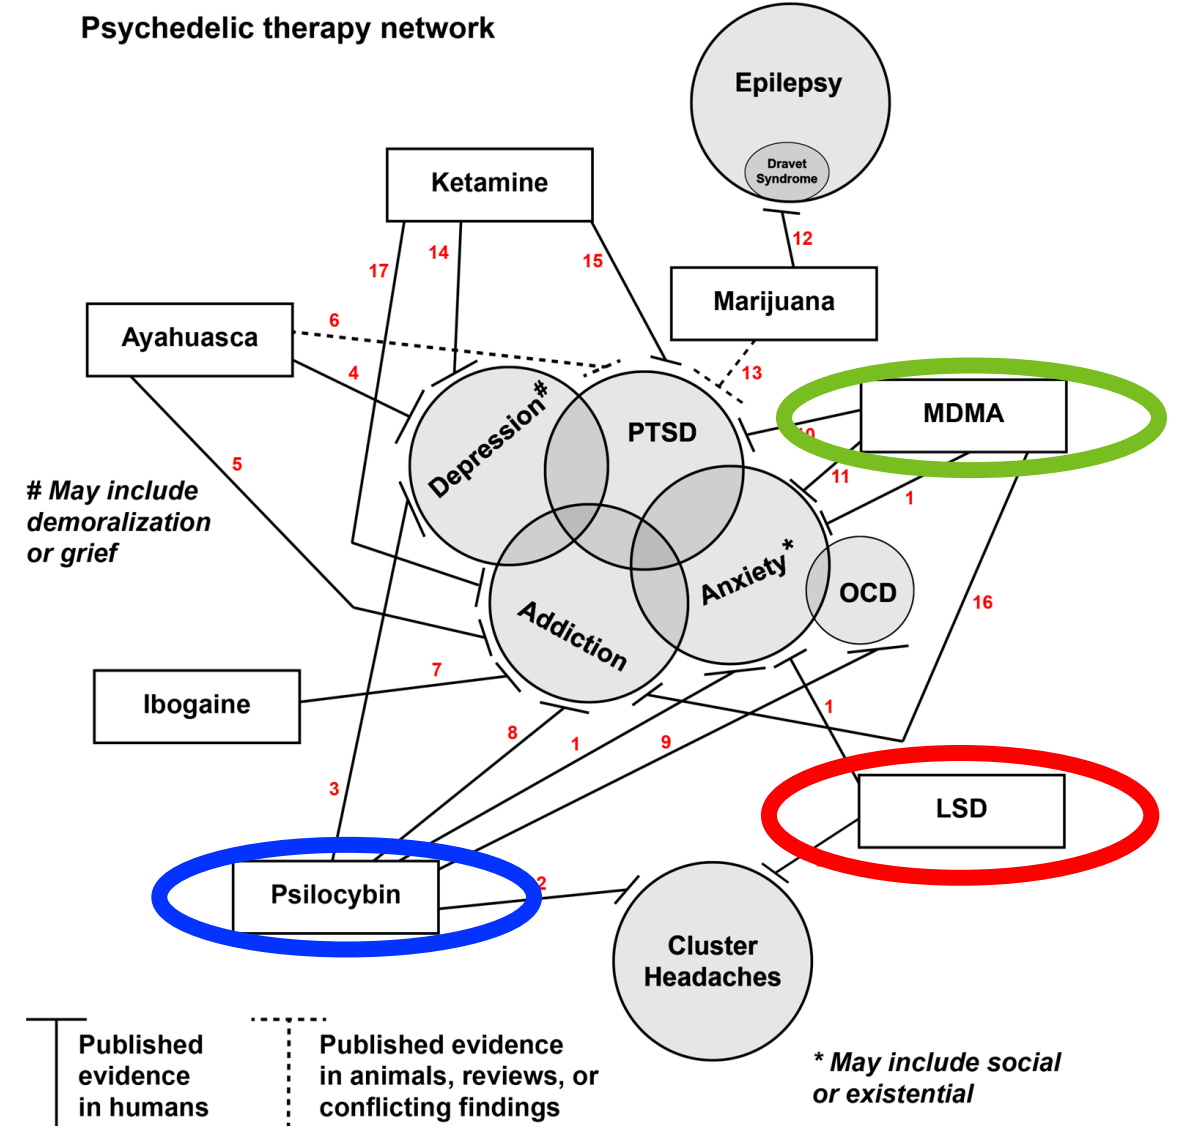 Psychedelic therapy network
Epilepsy
Dravet
Syndrome
Ketamine
12
14
15
17
Marijuana
Ayahuasca
6
4
13
Depression#
PTSD
MDMA
10
11
1
5
# May include
demoralization
or grief
Anxiety*
OCD
16
Addiction
7
Ibogaine
8
1
9
1
3
LSD
Psilocybin
2
Cluster
Headaches
Published
evidence
in humans
Published evidence
in animals, reviews, or
conflicting findings
* May include social
or existential